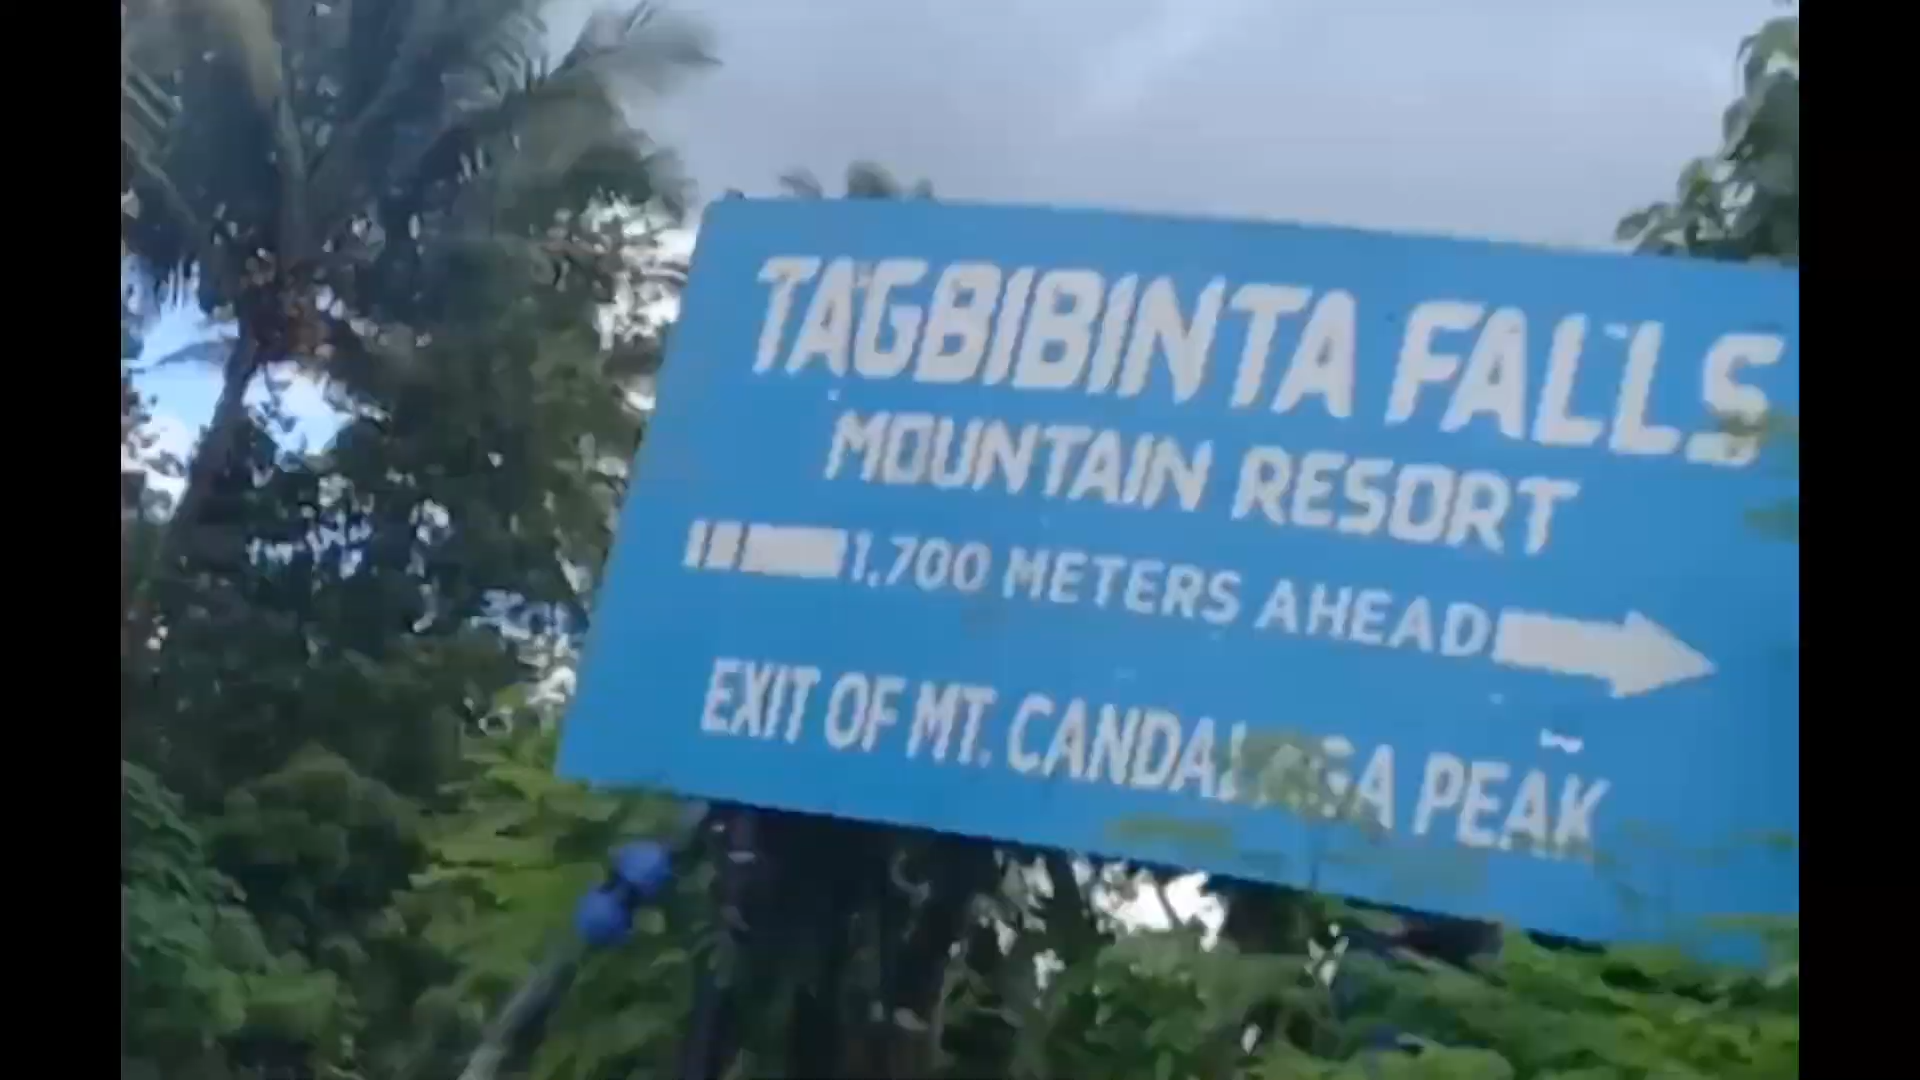 TAGBIBINTA FALLS
MOUNTAIN RESORT
1,700 METERS AHEAD
EXIT OF MT. PEAK